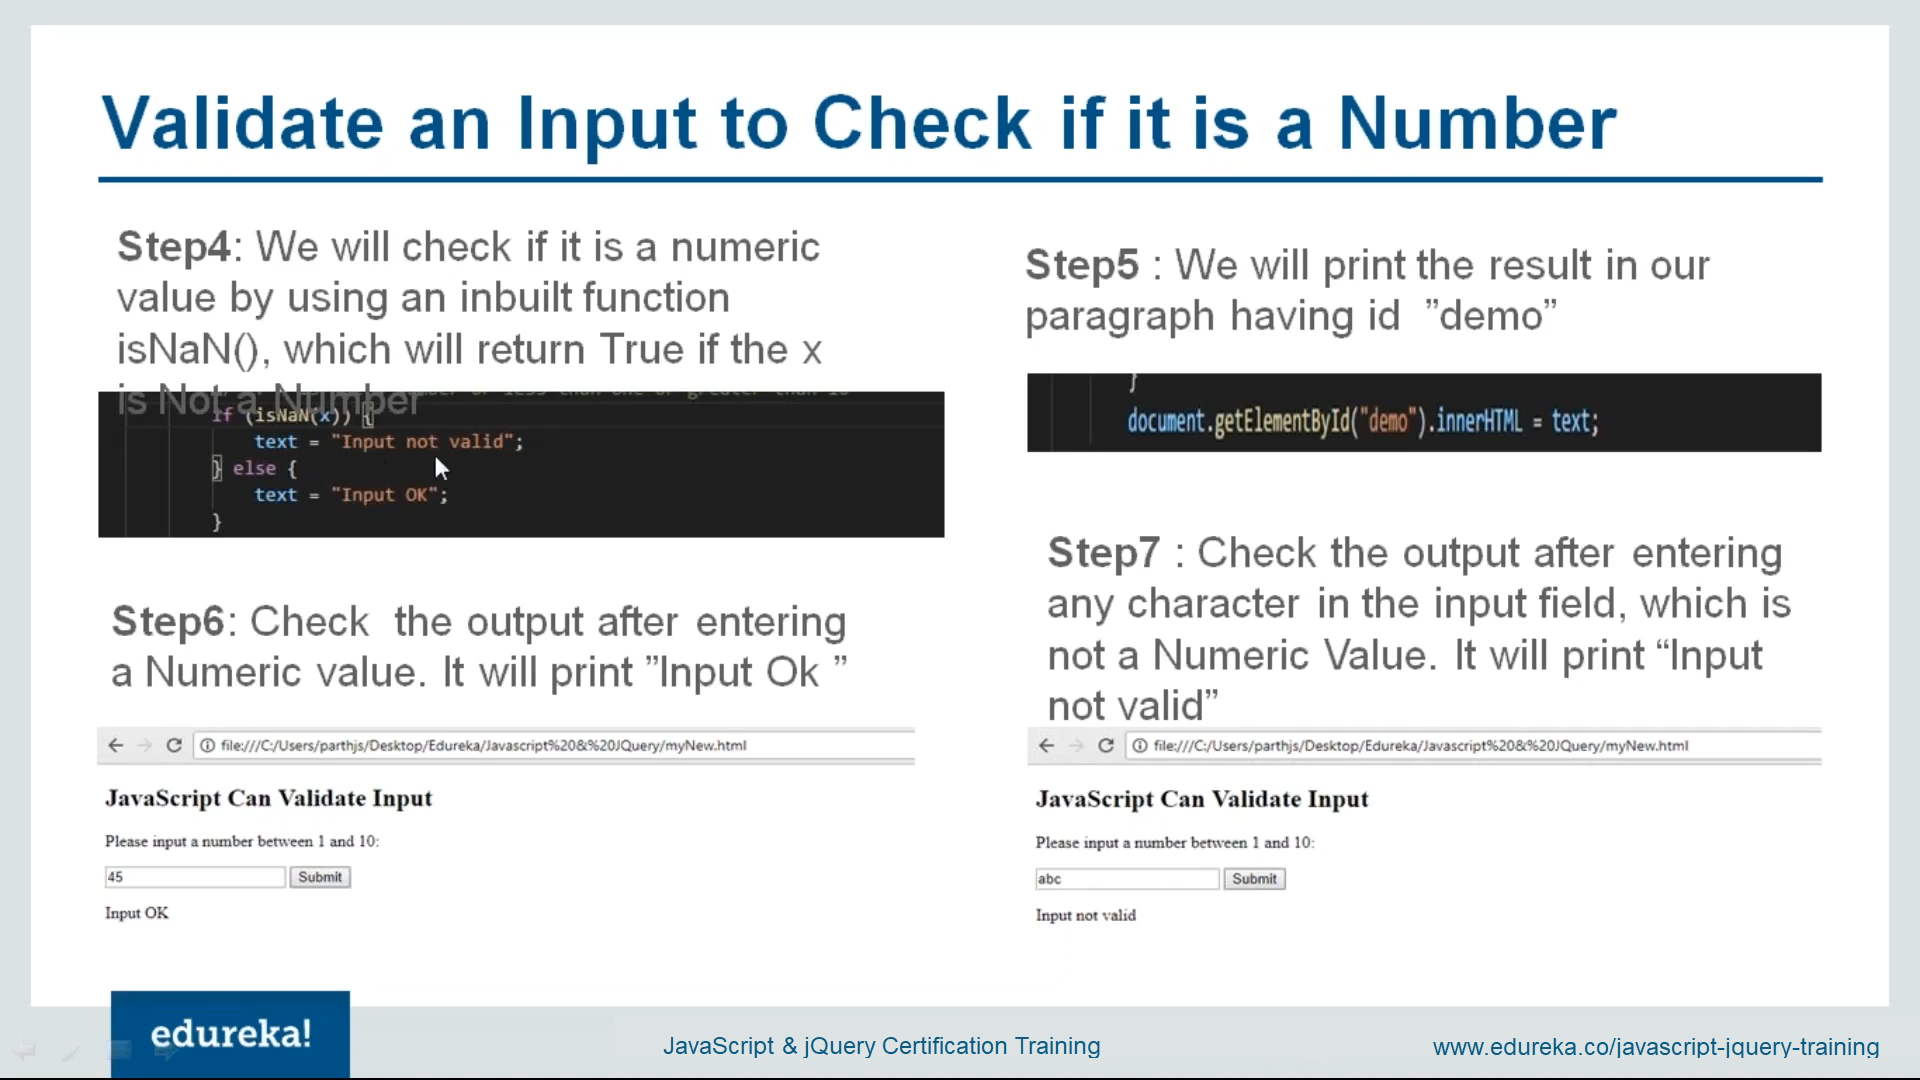 Validate an Input to Check if it is a Number
Step4: We will check if it is a numeric
value by using an inbuilt function
isNaN(), which will return True if the x
is Not a Number
if (isNaN(x)) {
text = "Input not valid";
} else {
text = "Input OK";
}
Step5 : We will print the result in our
paragraph having id ”demo”
}
document.getElementById("demo").innerHTML = text;
Step6: Check the output after entering
a Numeric value. It will print ”Input Ok ”
file:///C:/Users/parthjs/Desktop/Edureka/Javascript%20&%20JQuery/myNew.html
JavaScript Can Validate Input
Please input a number between 1 and 10:
45 Submit
Input OK
Step7 : Check the output after entering
any character in the input field, which is
not a Numeric Value. It will print “Input
not valid”
file:///C:/Users/parthjs/Desktop/Edureka/Javascript%20&%20JQuery/myNew.html
JavaScript Can Validate Input
Please input a number between 1 and 10:
abc Submit
Input not valid
edureka!
JavaScript & jQuery Certification Training
www.edureka.co/javascript-jquery-training